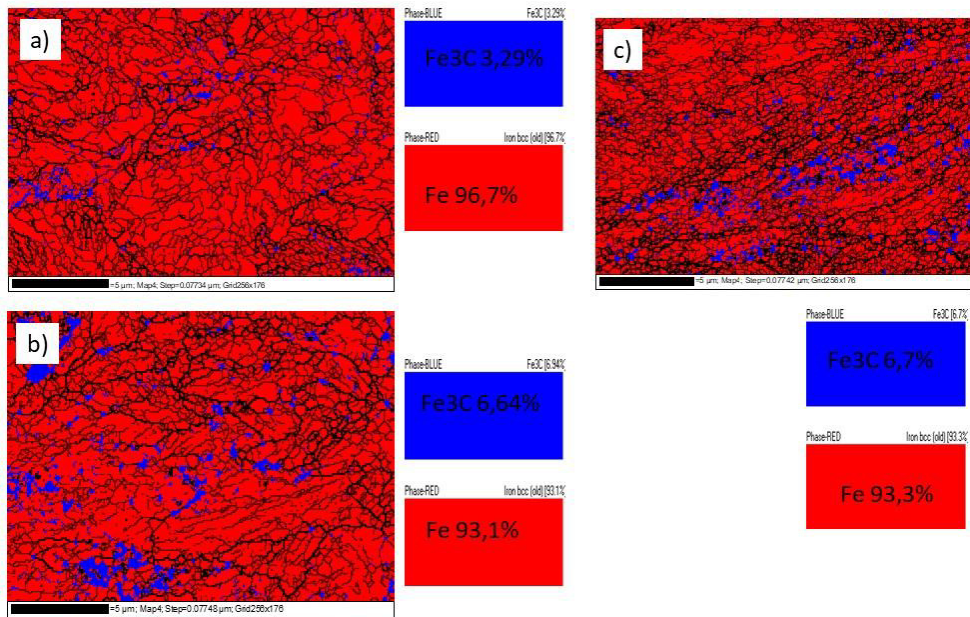 a)
Phase-BLUE Fe3C [3.29%]
Fe3C 3,29%
Phase-RED Iron bcc (old) [96.7%]
Fe 96,7%
=5 µm; Map4; Step=0.07734 µm; Grid256x176
c)
=5 µm; Map4; Step=0.07742 µm; Grid256x176
Phase-BLUE Fe3C [6.7%]
Fe3C 6,7%
Phase-RED Iron bcc (old) [93.3%]
Fe 93,3%
b)
Phase-BLUE Fe3C [6.94%]
Fe3C 6,64%
Phase-RED Iron bcc (old) [93.1%]
Fe 93,1%
=5 µm; Map4; Step=0.07748 µm; Grid256x176